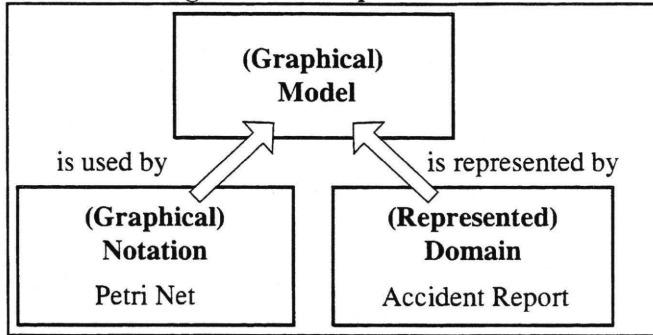 (Graphical)
Model
is used by
is represented by
(Graphical)
Notation
Petri Net
(Represented)
Domain
Accident Report